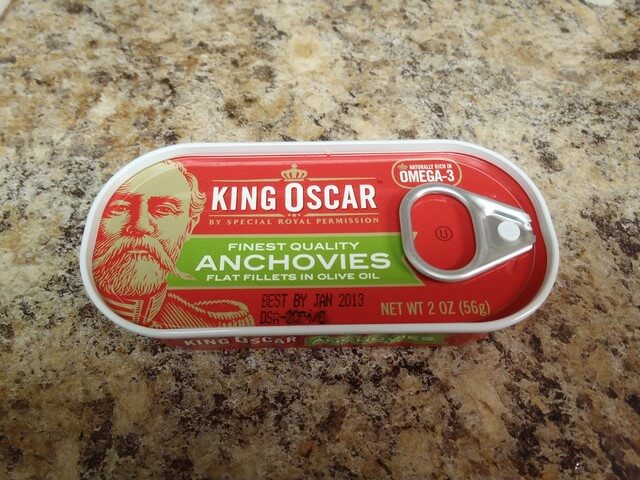 KING OSCAR
BY SPECIAL ROYAL PERMISSION
NATURALLY RICH IN
OMEGA-3
FINEST QUALITY
ANCHOVIES
FLAT FILLETS IN OLIVE OIL
BEST BY JAN 2013
NET WT 2 OZ (56g)
U
KING OSCAR ANCHOVIES